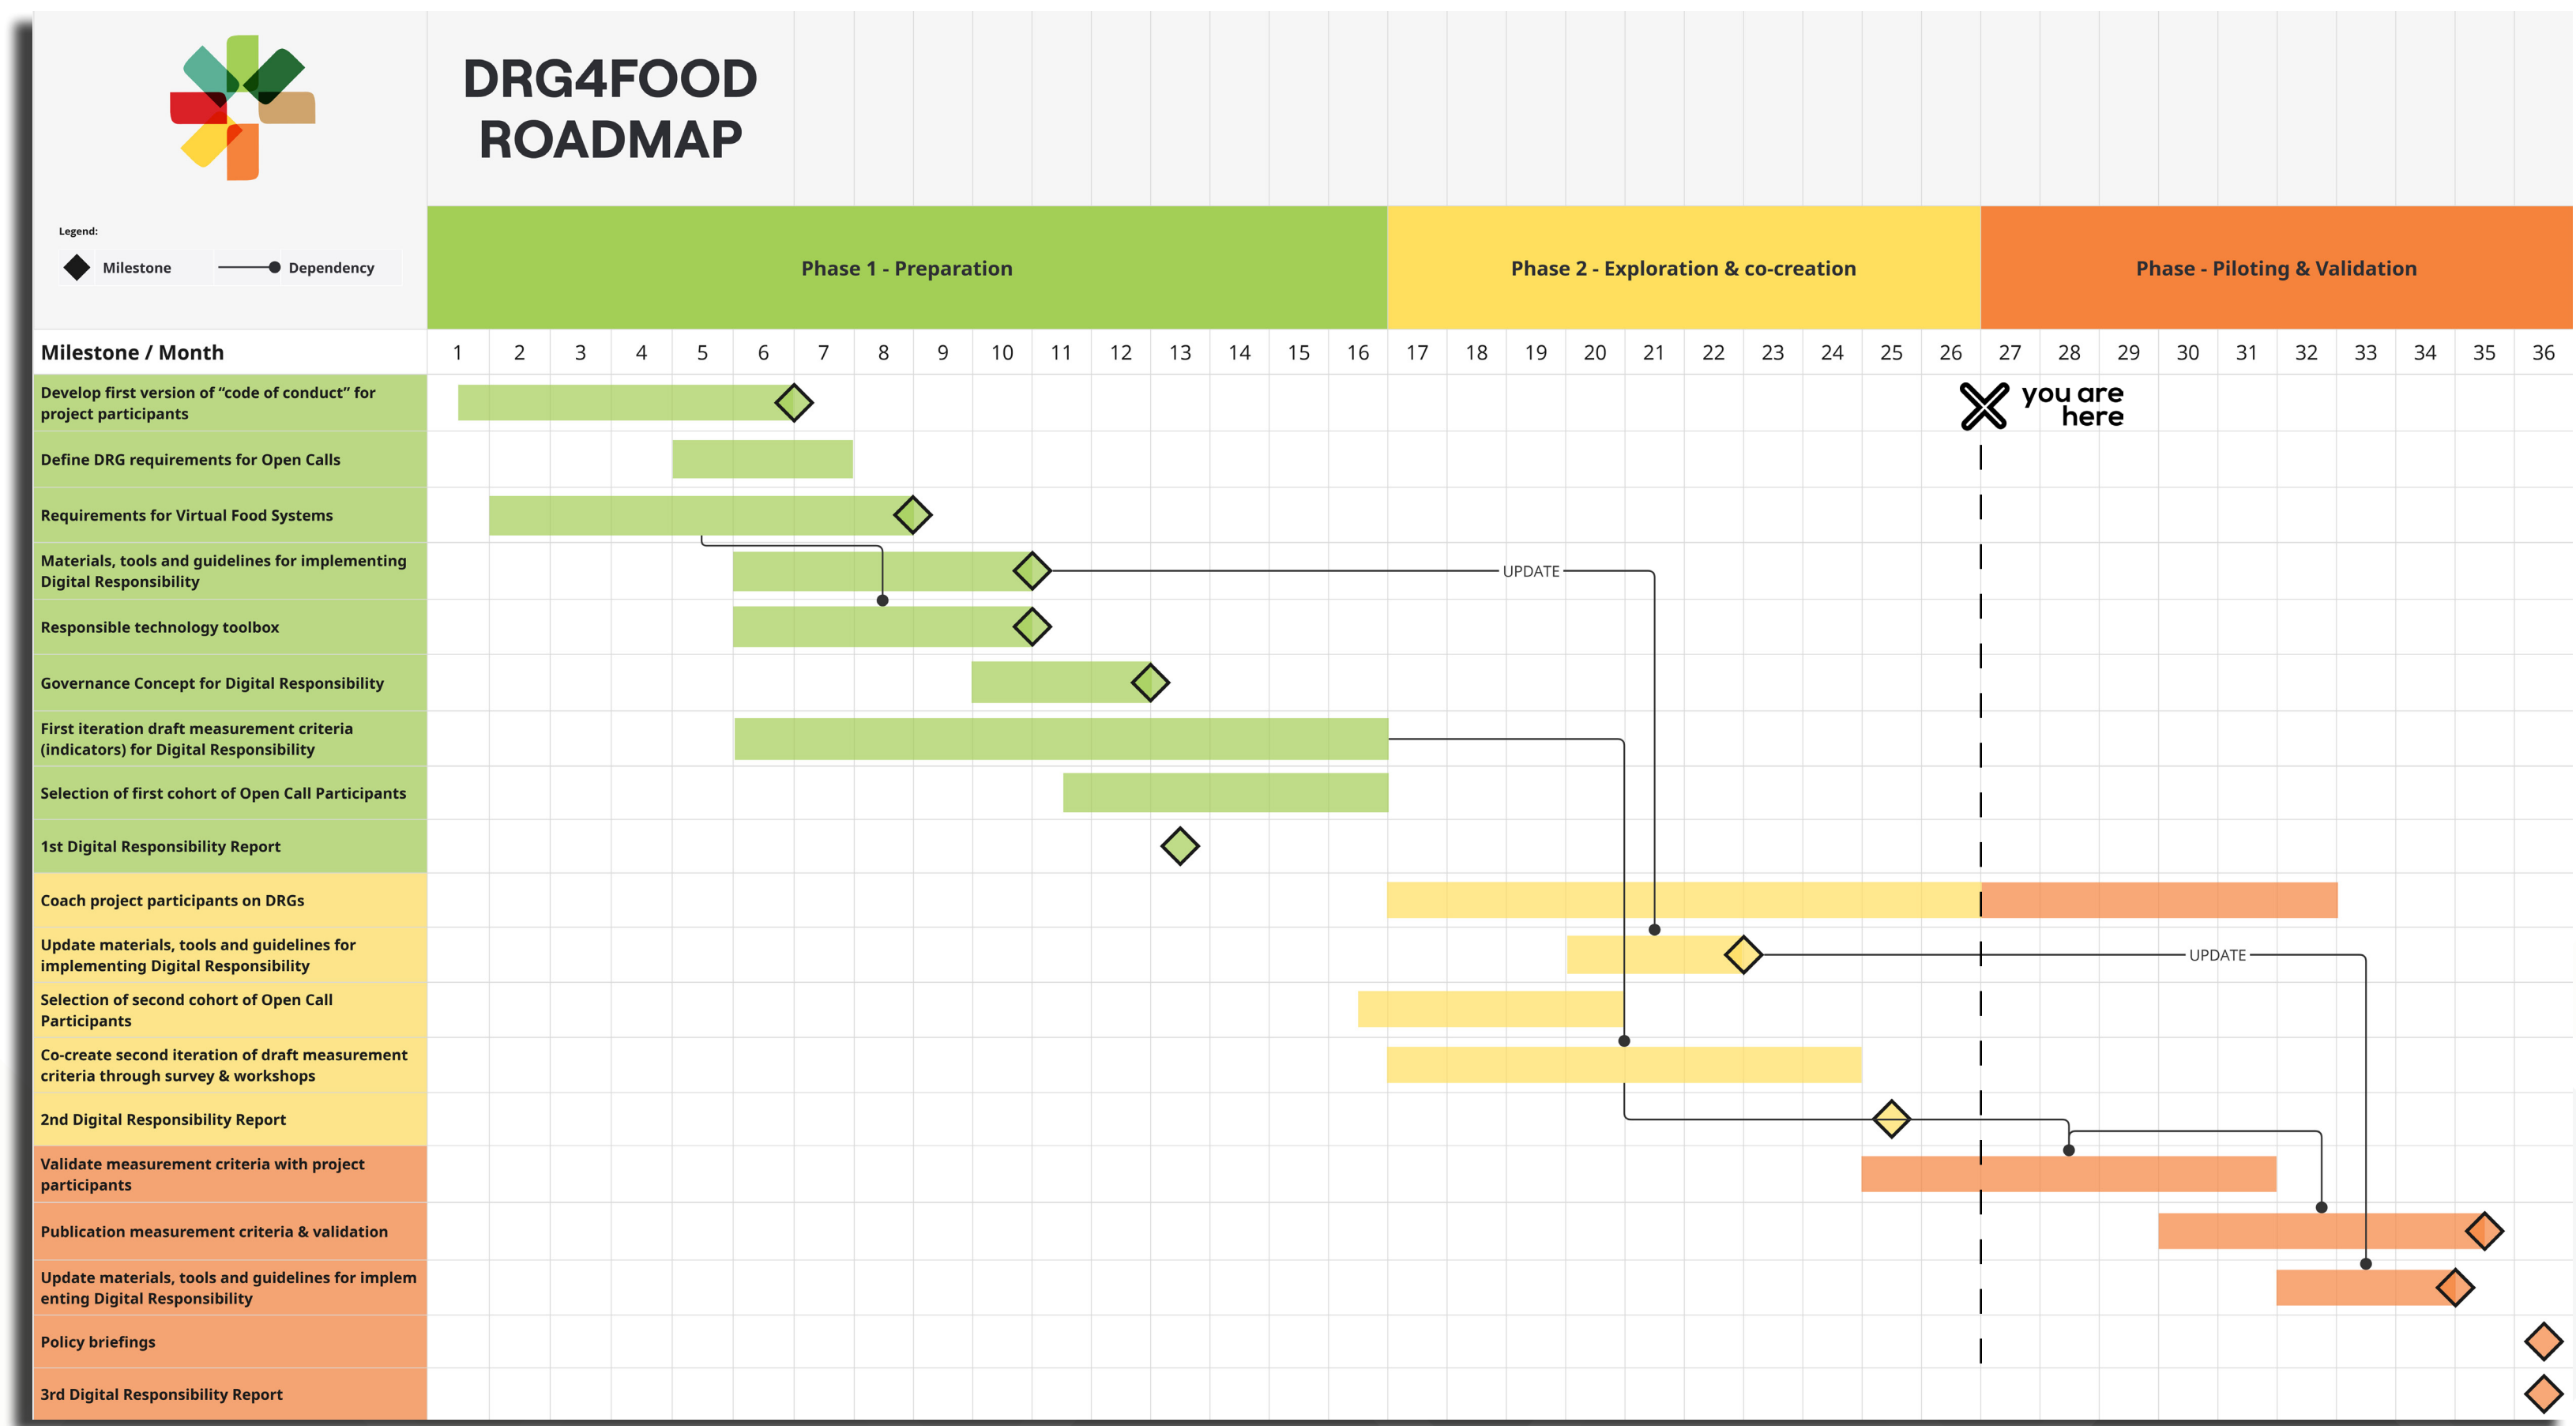 DRG4FOOD
ROADMAP
Legend:
Milestone
Dependency
Phase 1 - Preparation
Phase 2 - Exploration & co-creation
Phase - Piloting & Validation
Milestone / Month
1 2 3 4 5 6 7 8 9 10 11 12 13 14 15 16 17 18 19 20 21 22 23 24 25 26 27 28 29 30 31 32 33 34 35 36
Develop first version of “code of conduct” for
project participants
you are
here
Define DRG requirements for Open Calls
Requirements for Virtual Food Systems
Materials, tools and guidelines for implementing
Digital Responsibility
UPDATE
Responsible technology toolbox
Governance Concept for Digital Responsibility
First iteration draft measurement criteria
(indicators) for Digital Responsibility
Selection of first cohort of Open Call Participants
1st Digital Responsibility Report
Coach project participants on DRGs
Update materials, tools and guidelines for
implementing Digital Responsibility
UPDATE
Selection of second cohort of Open Call
Participants
Co-create second iteration of draft measurement
criteria through survey & workshops
2nd Digital Responsibility Report
Validate measurement criteria with project
participants
Publication measurement criteria & validation
Update materials, tools and guidelines for implem
enting Digital Responsibility
Policy briefings
3rd Digital Responsibility Report